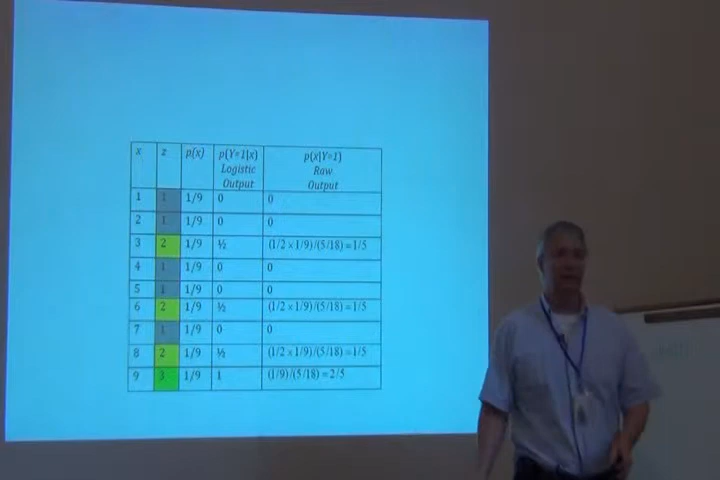 x z p(x) p(Y=1|x) Logistic Output p(x|Y=1) Raw Output
1 1 1/9 0 0
2 1 1/9 0 0
3 2 1/9 ½ (1/2 × 1/9)/(5/18) = 1/5
4 1 1/9 0 0
5 1 1/9 0 0
6 2 1/9 ½ (1/2 × 1/9)/(5/18) = 1/5
7 1 1/9 0 0
8 2 1/9 ½ (1/2 × 1/9)/(5/18) = 1/5
9 3 1/9 1 (1/9)/(5/18) = 2/5